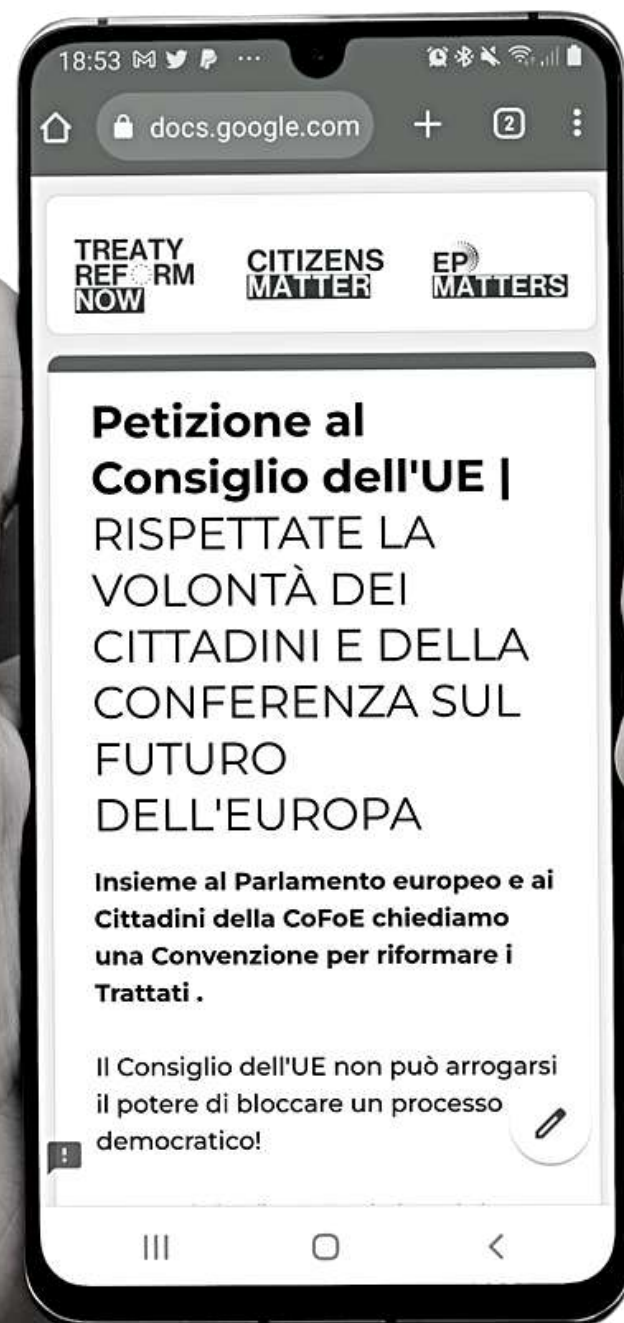 18:53
docs.google.com
2
TREATY
REFORM
NOW
CITIZENS
MATTER
EP
MATTERS
Petizione al
Consiglio dell'UE |
RISPETTATE LA
VOLONTÀ DEI
CITTADINI E DELLA
CONFERENZA SUL
FUTURO
DELL'EUROPA
Insieme al Parlamento europeo e ai
Cittadini della CoFoE chiediamo
una Convenzione per riformare i
Trattati .
Il Consiglio dell'UE non può arrogarsi
il potere di bloccare un processo
democratico!